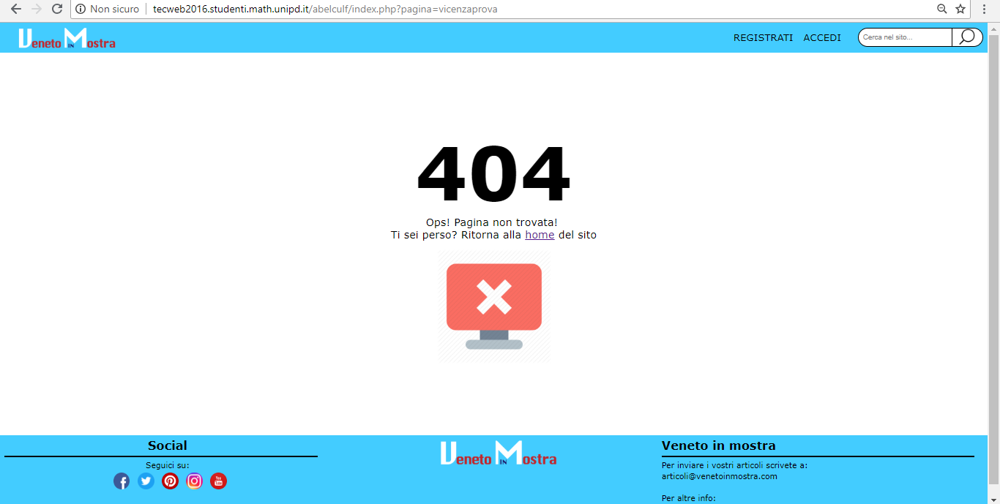 Non sicuro | tecweb2016.studenti.math.unipd.it/abelculf/index.php?pagina=vicenzaprova
Veneto IN Mostra
REGISTRATI ACCEDI Cerca nel sito...
404
Ops! Pagina non trovata!
Ti sei perso? Ritorna alla home del sito
Social
Seguici su:
You Tube
Veneto IN Mostra
Veneto in mostra
Per inviare i vostri articoli scrivete a:
articoli@venetoinmostra.com
Per altre info: